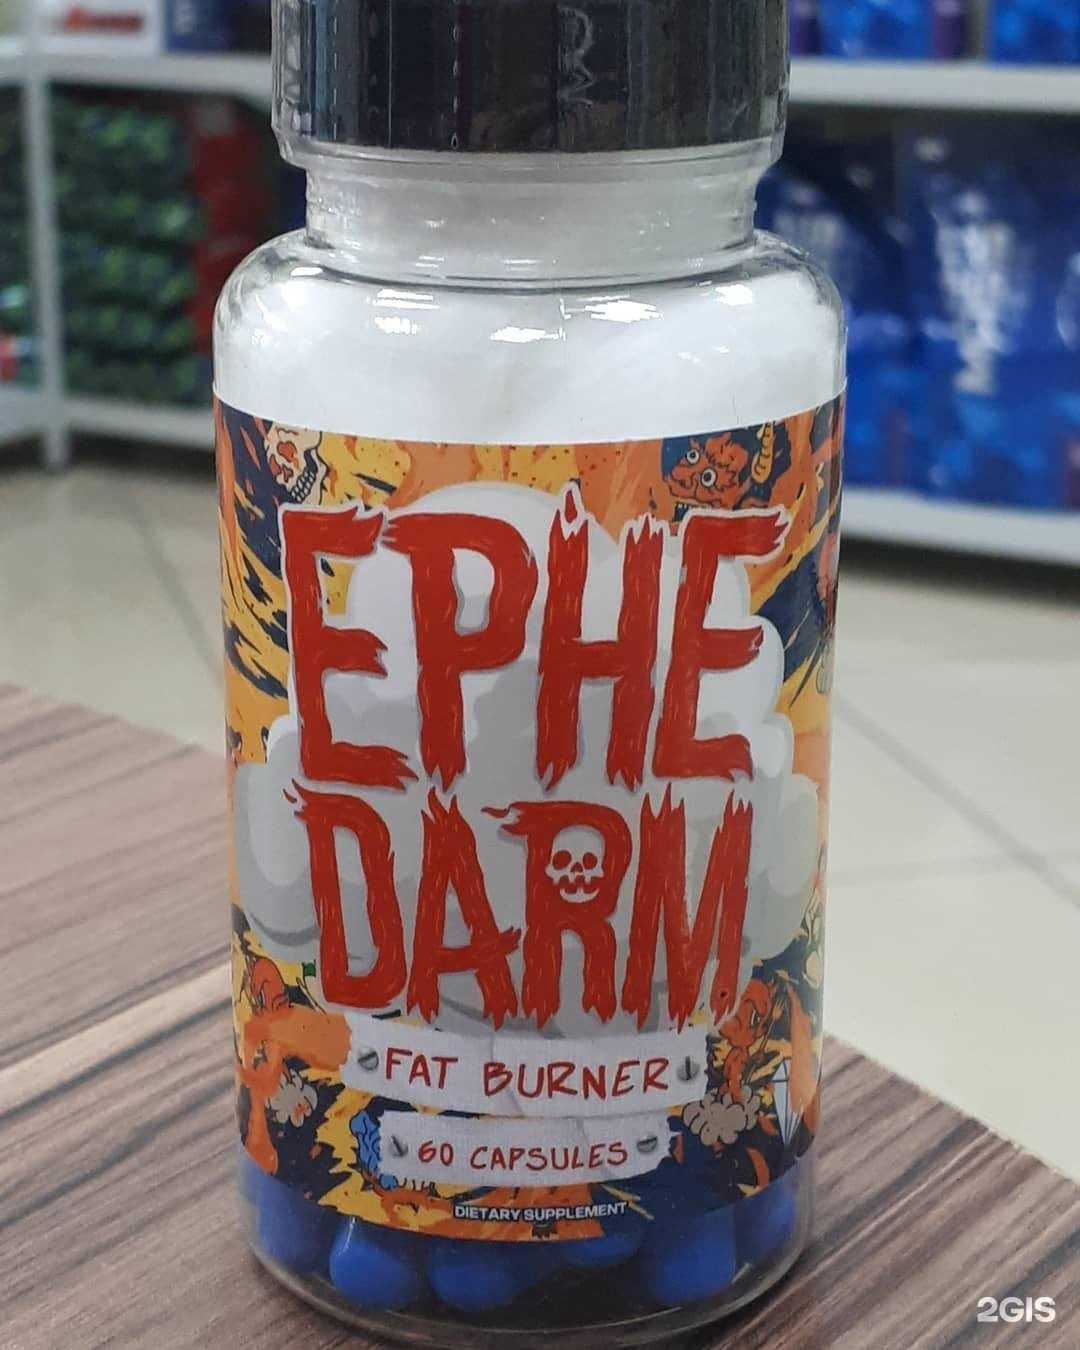 EPHE
DARM
FAT BURNER
60 CAPSULES
DIETARY SUPPLEMENT
2GIS